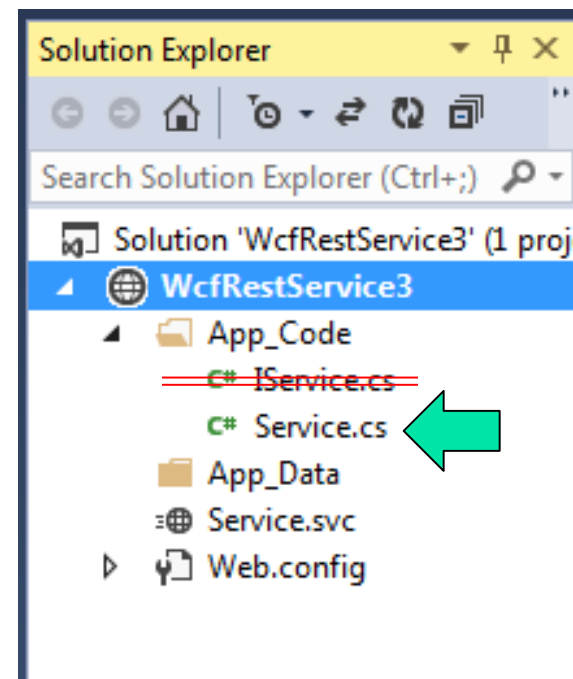 Solution Explorer
Search Solution Explorer (Ctrl+;)
Solution 'WcfRestService3' (1 proj
WcfRestService3
App_Code
C# IService.cs
C# Service.cs
App_Data
Service.svc
Web.config